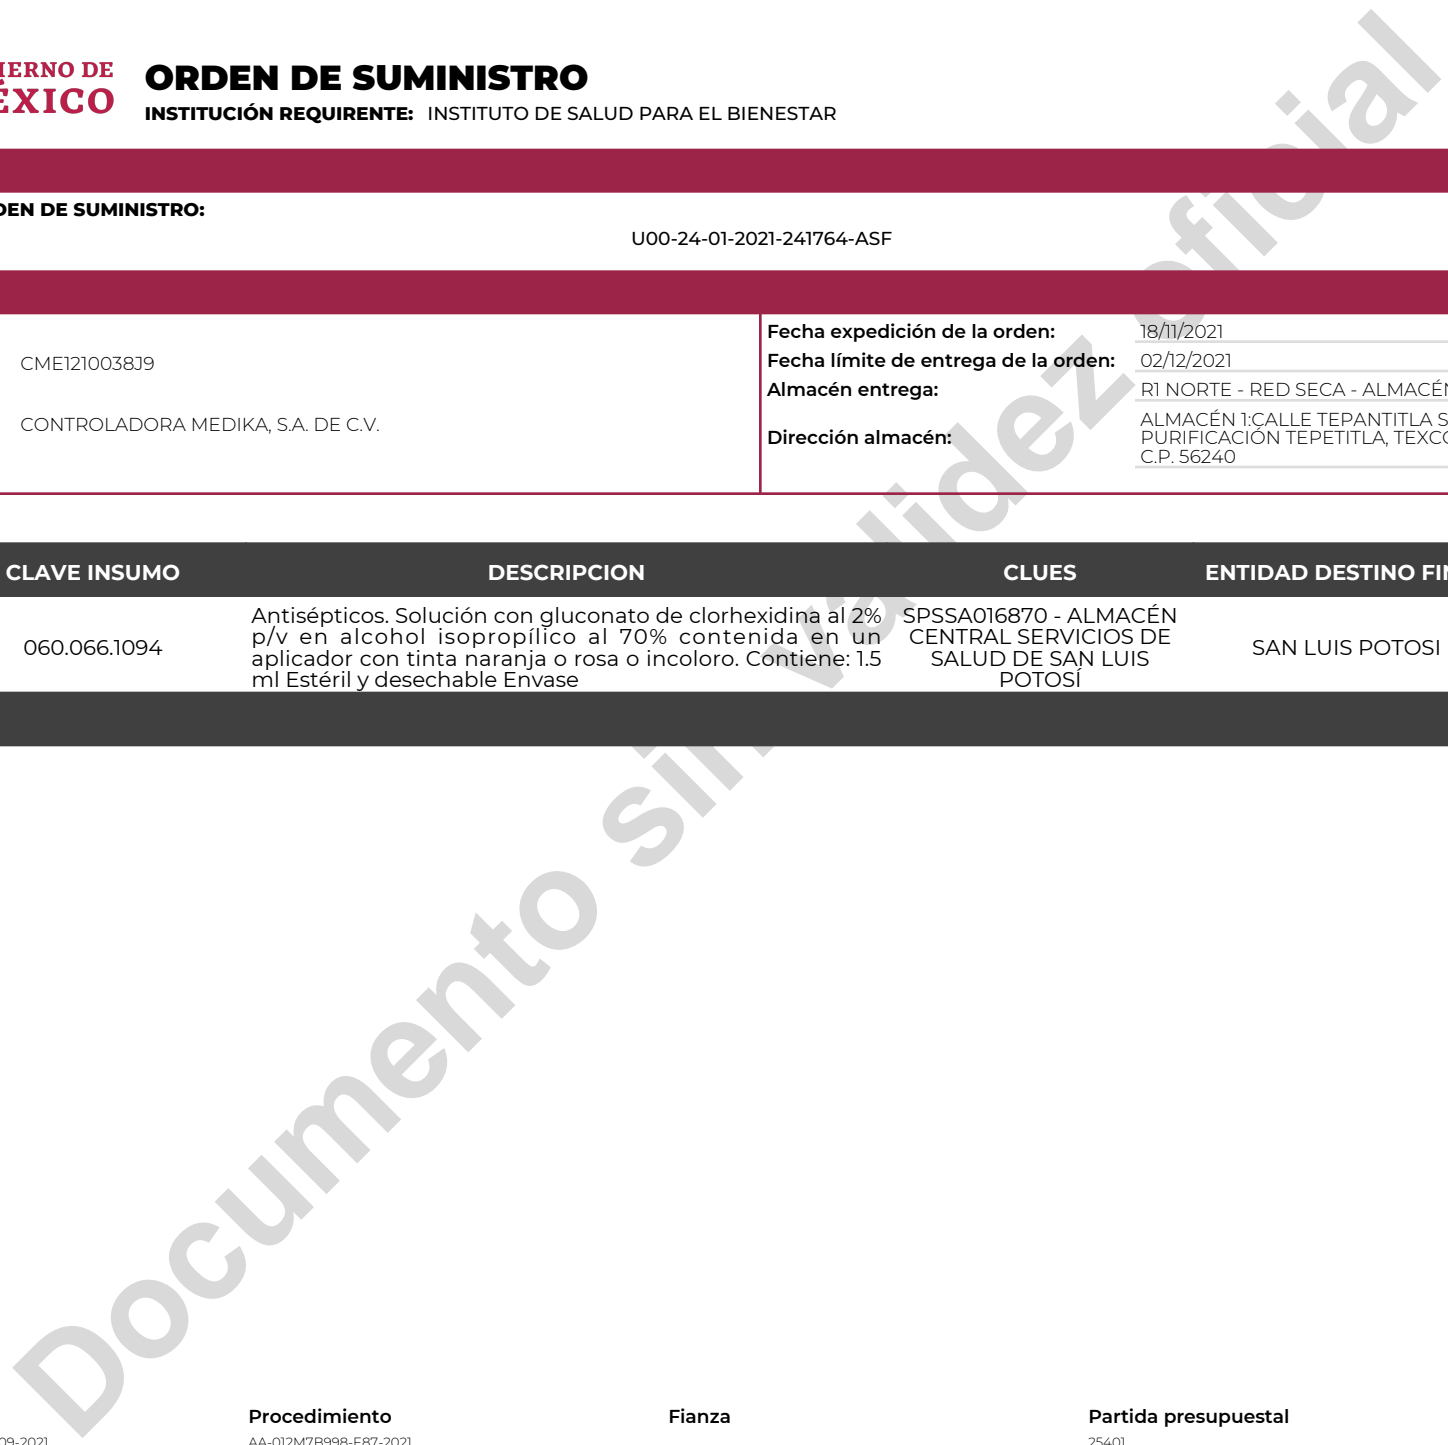 ORDEN DE SUMINISTRO
INSTITUCIÓN REQUIRENTE: INSTITUTO DE SALUD PARA EL BIENESTAR
DE SUMINISTRO:
U00-24-01-2021-241764-ASF
CME1210038J9
CONTROLADORA MEDIKA, S.A. DE C.V.
Fecha expedición de la orden: 18/11/2021
Fecha límite de entrega de la orden: 02/12/2021
Almacén entrega: R1 NORTE - RED SECA - ALMACÉN
Dirección almacén: ALMACÉN 1:CALLE TEPANTITLA
PURIFICACIÓN TEPETITLA,
C.P. 56240
CLAVE INSUMO DESCRIPCION CLUES ENTIDAD DESTINO
060.066.1094
Antisépticos. Solución con gluconato de clorhexidina al 2%
p/v en alcohol isopropílico al 70% contenida en un
aplicador con tinta naranja o rosa o incoloro. Contiene: 1.5
ml Estéril y desechable Envase
SPSSA016870 - ALMACÉN
CENTRAL SERVICIOS DE
SALUD DE SAN LUIS
POTOSÍ
SAN LUIS POTOSI
Documento sin validez oficial
Procedimiento Fianza Partida presupuestal
09-2021 AA-012M7B998-E87-2021 25401